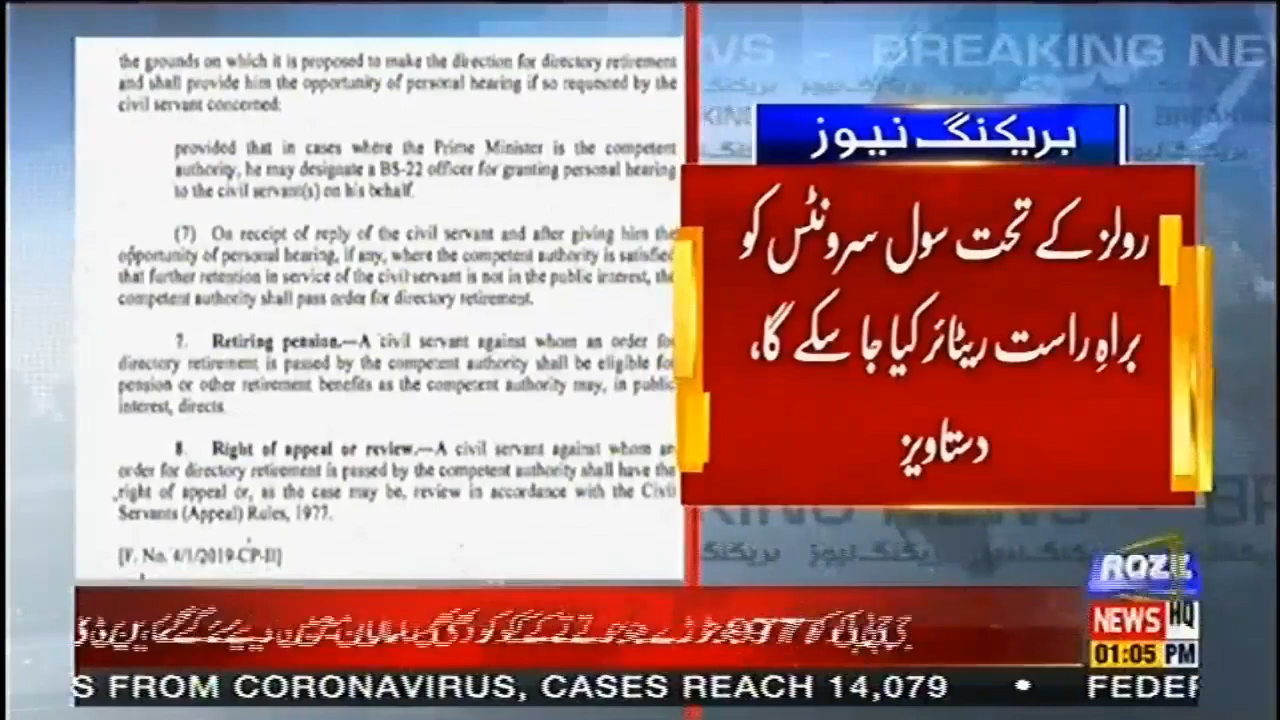 the grounds on which it is proposed to make the direction for directory retirement
and shall provide him the opportunity of personal hearing if so requested by the
civil servant concerned:
provided that in cases where the Prime Minister is the competent
authority, he may designate a BS-22 officer for granting personal hearing
to the civil servant(s) on his behalf.
(7) On receipt of reply of the civil servant and after giving him the
opportunity of personal hearing, if any, where the competent authority is satisfied
that further retention in service of the civil servant is not in the public interest, the
competent authority shall pass order for directory retirement.
7. Retiring pension.—A civil servant against whom an order for
directory retirement is passed by the competent authority shall be eligible for
pension or other retirement benefits as the competent authority may, in public
interest, directs.
8. Right of appeal or review.—A civil servant against whom an
order for directory retirement is passed by the competent authority shall have the
right of appeal or, as the case may be, review in accordance with the Civil
Servants (Appeal) Rules, 1977.
[F. No. 4/1/2019-CP-II]
WS - BREAKING NEW
بریکنگ نیوز
رولز کے تحت سول سرونٹس کو
براہِ راست ریٹائر کیا جا سکے گا،
دستاویز
NEWS HQ
01:05 PM
S FROM CORONAVIRUS, CASES REACH 14,079 • FEDER